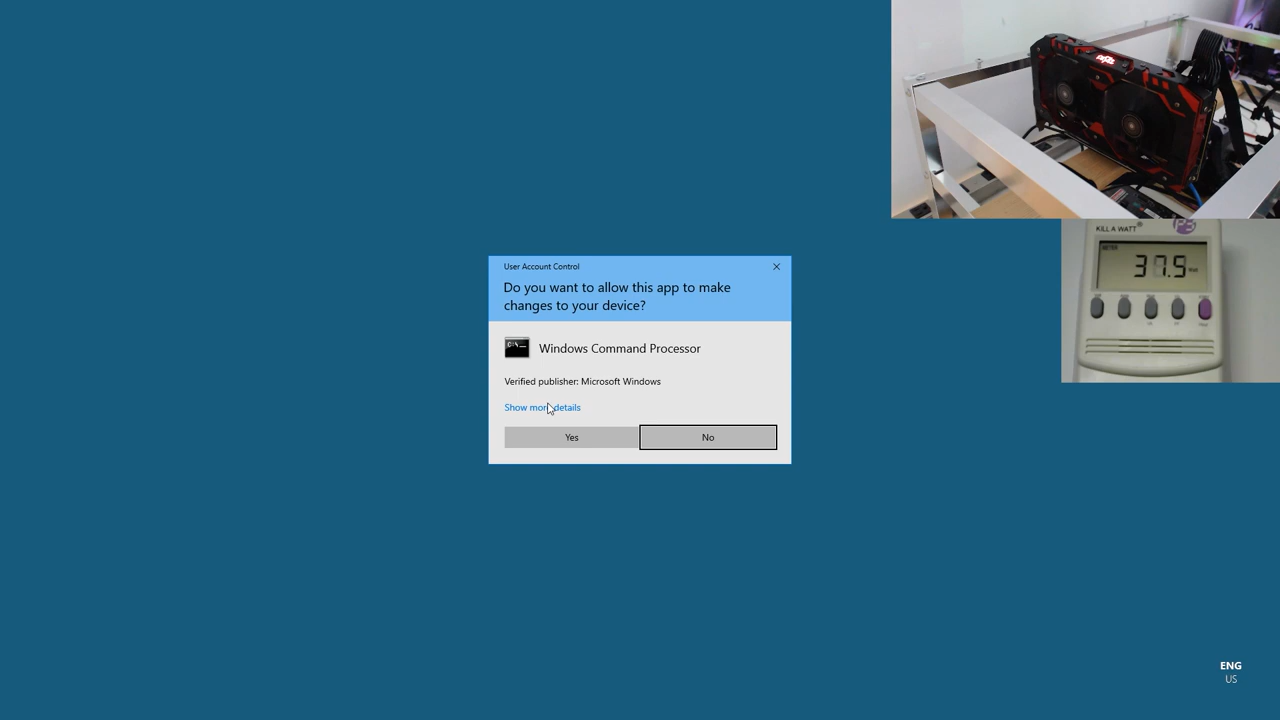 User Account Control
Do you want to allow this app to make
changes to your device?
Windows Command Processor
Verified publisher: Microsoft Windows
Show more details
Yes
No
KILL A WATT
37.5
ENG
US